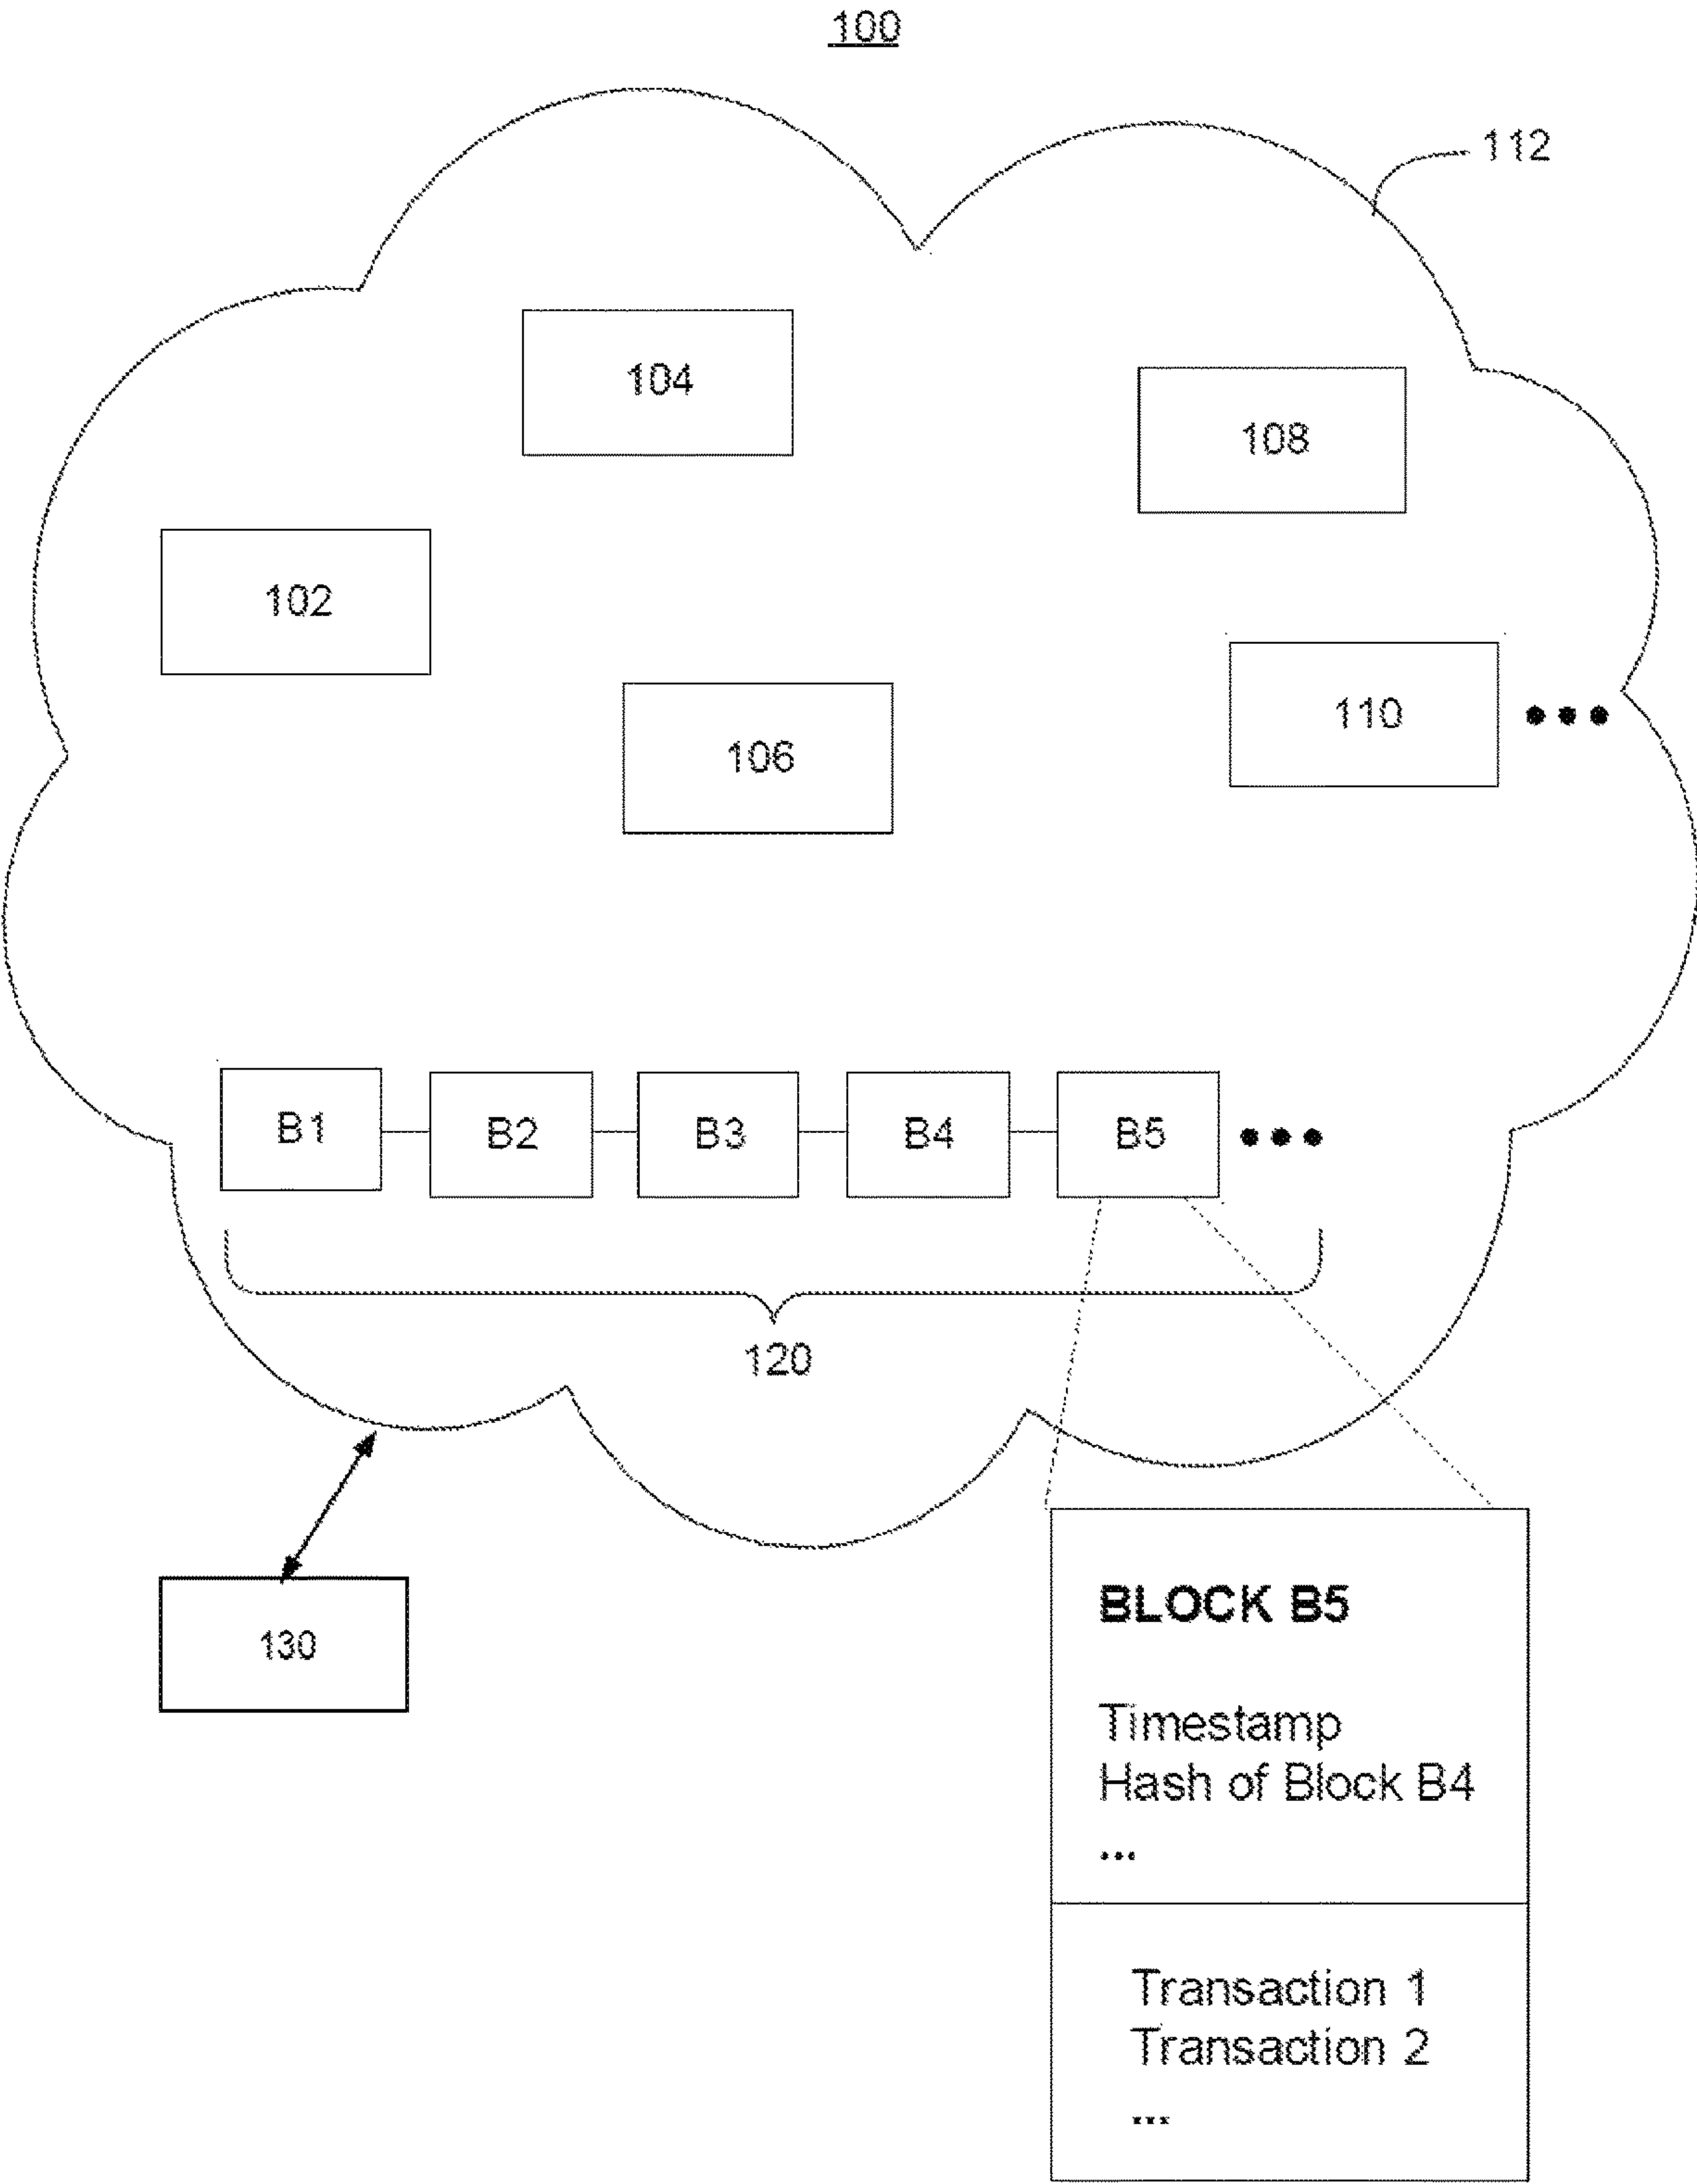 100
112
104
108
102
110 •••
106
B1 B2 B3 B4 B5 •••
120
130
BLOCK B5
Timestamp
Hash of Block B4
...
Transaction 1
Transaction 2
...